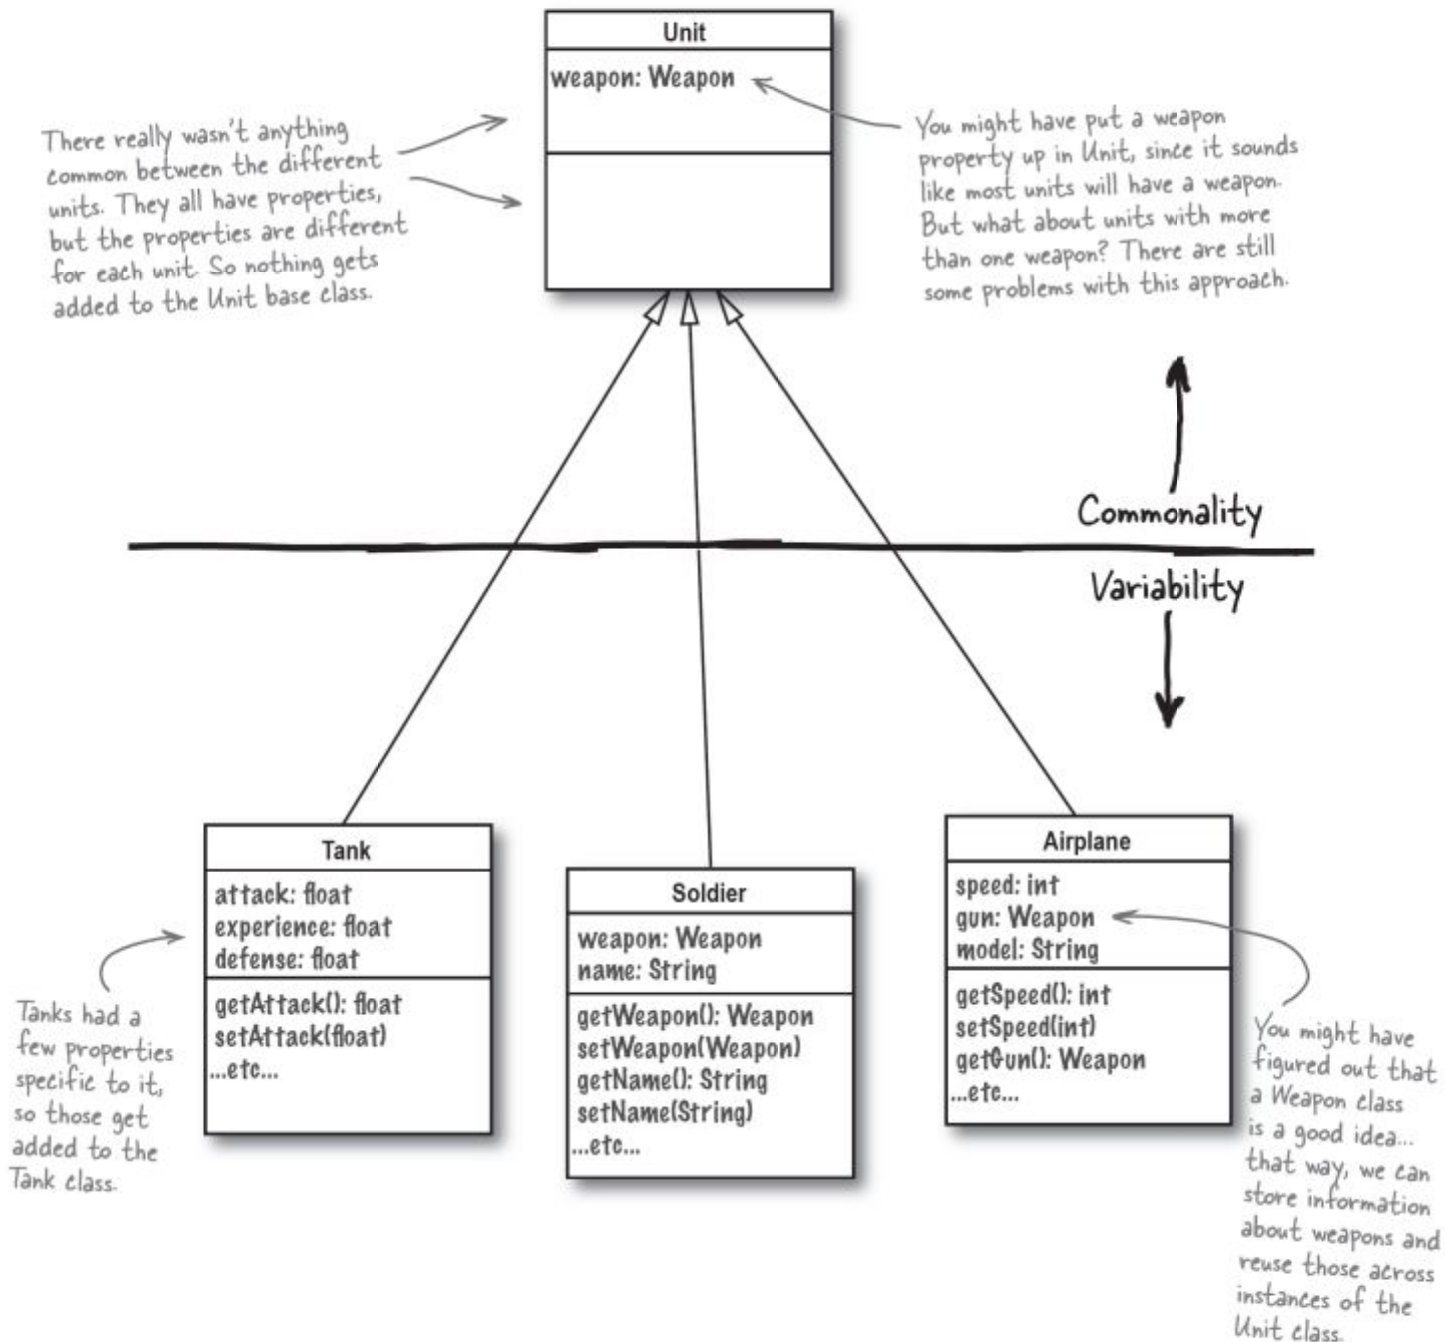 Unit
weapon: Weapon
There really wasn't anything
common between the different
units. They all have properties,
but the properties are different
for each unit. So nothing gets
added to the Unit base class.
You might have put a weapon
property up in Unit, since it sounds
like most units will have a weapon.
But what about units with more
than one weapon? There are still
some problems with this approach.
Commonality
Variability
Tank
attack: float
experience: float
defense: float
getAttack(): float
setAttack(float)
...etc...
Tanks had a
few properties
specific to it,
so those get
added to the
Tank class.
Soldier
weapon: Weapon
name: String
getWeapon(): Weapon
setWeapon(Weapon)
getName(): String
setName(String)
...etc...
Airplane
speed: int
gun: Weapon
model: String
getSpeed(): int
setSpeed(int)
getGun(): Weapon
...etc...
You might have
figured out that
a Weapon class
is a good idea...
that way, we can
store information
about weapons and
reuse those across
instances of the
Unit class.